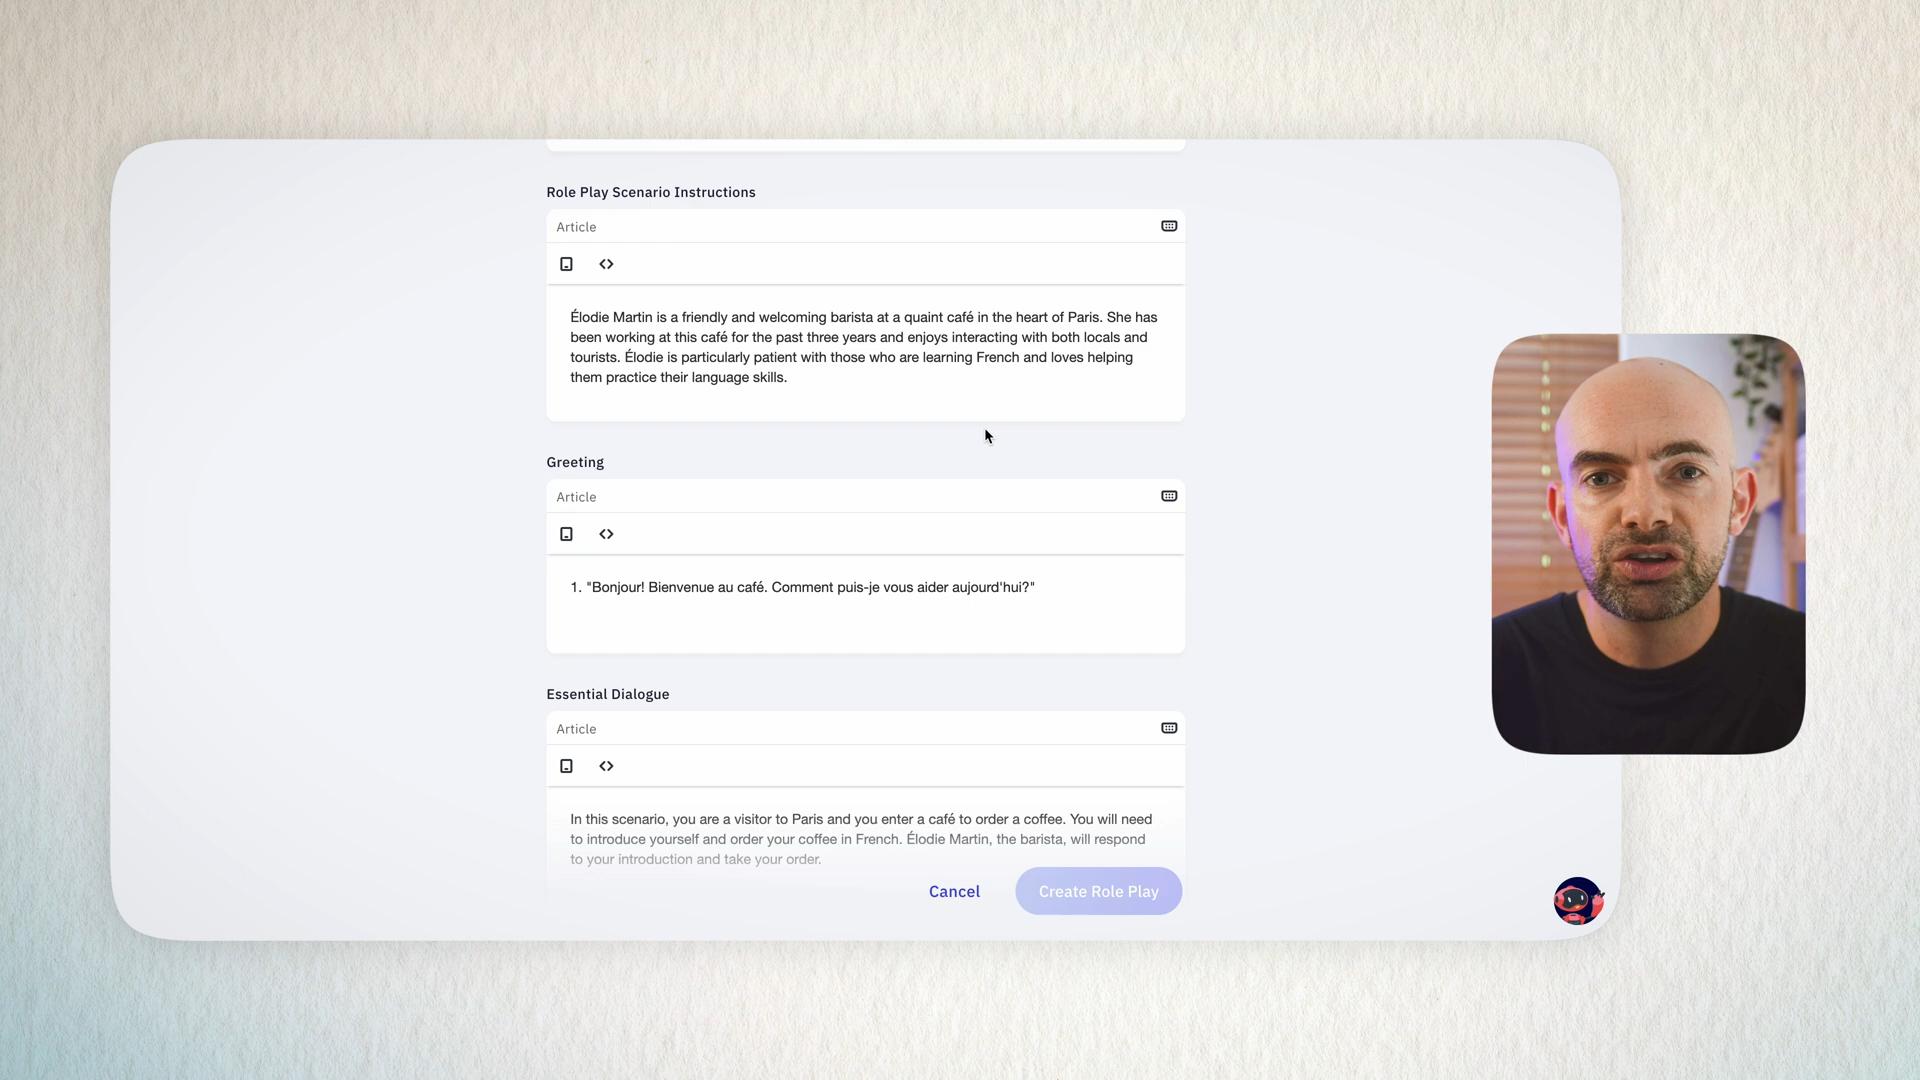 Role Play Scenario Instructions
Article
Élodie Martin is a friendly and welcoming barista at a quaint café in the heart of Paris. She has
been working at this café for the past three years and enjoys interacting with both locals and
tourists. Élodie is particularly patient with those who are learning French and loves helping
them practice their language skills.
Greeting
Article
1. "Bonjour! Bienvenue au café. Comment puis-je vous aider aujourd'hui?"
Essential Dialogue
Article
In this scenario, you are a visitor to Paris and you enter a café to order a coffee. You will need
to introduce yourself and order your coffee in French. Élodie Martin, the barista, will respond
to your introduction and take your order.
Cancel
Create Role Play